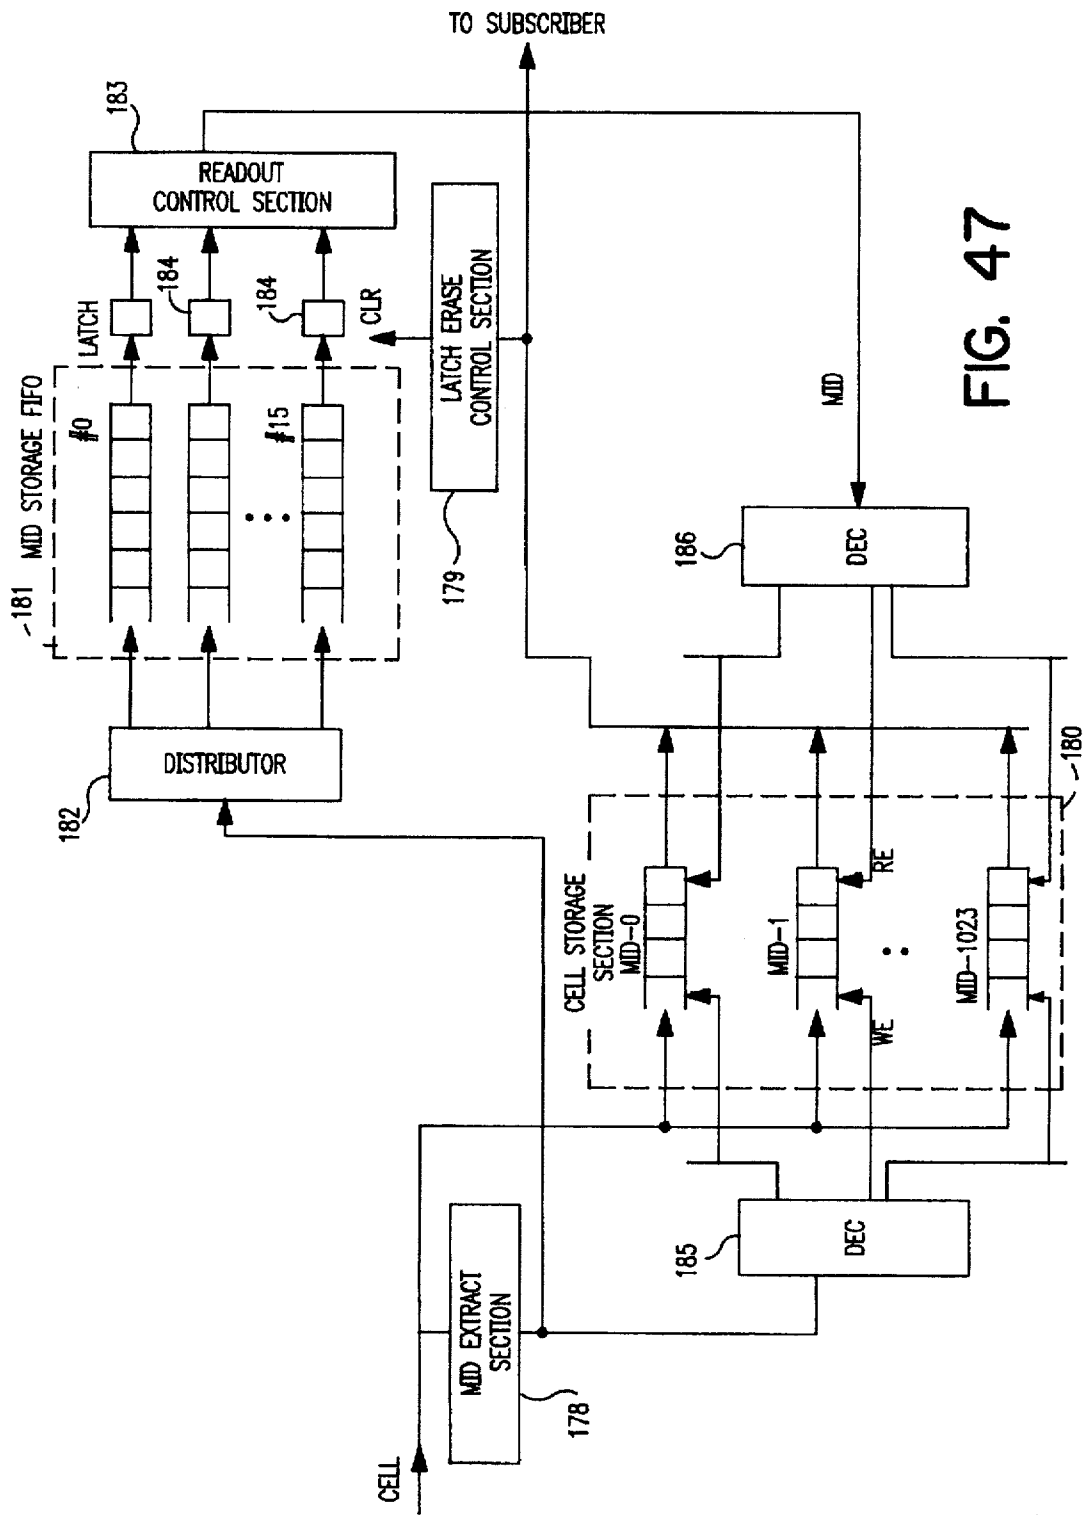 TO SUBSCRIBER
183
READOUT
CONTROL SECTION
LATCH
184
184
CLR
LATCH ERASE
CONTROL SECTION
179
MID STORAGE FIFO
181
#0
#15
DISTRIBUTOR
182
MID
186
DEC
180
CELL STORAGE
SECTION
MID-0
MID-1
MID-1023
RE
WE
185
DEC
MID EXTRACT
SECTION
178
CELL
FIG. 47